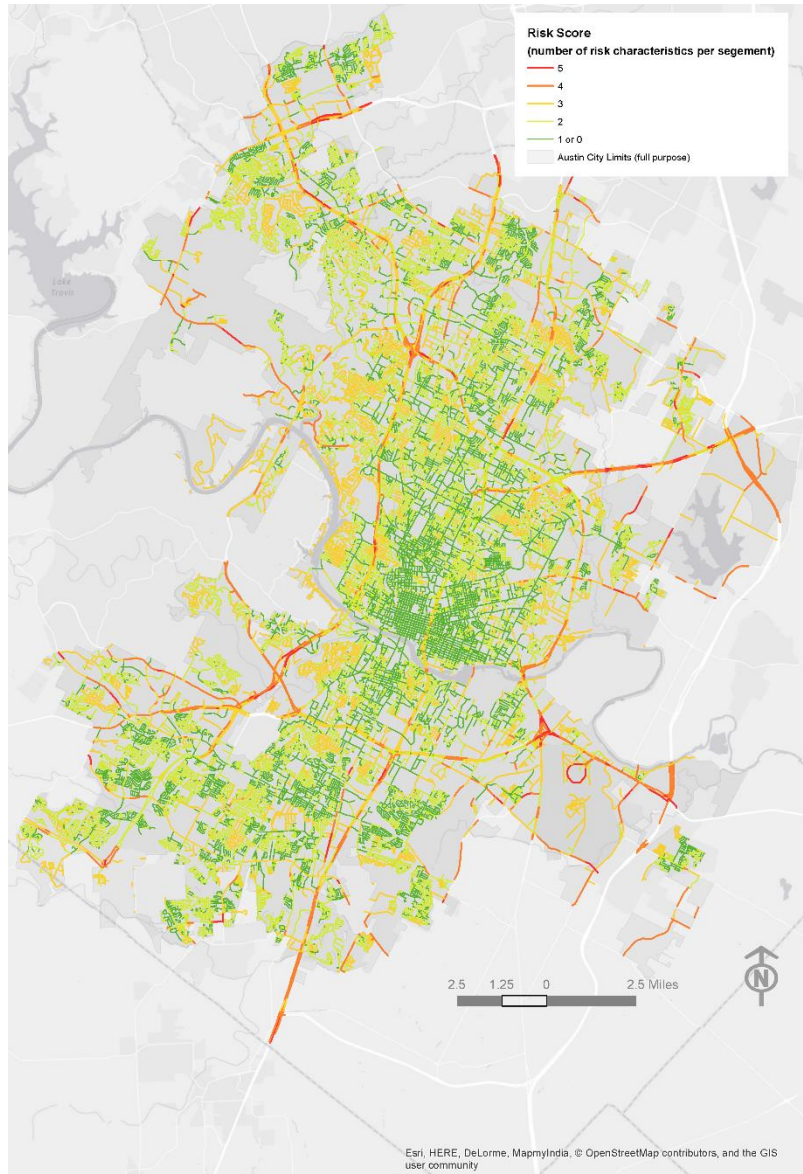 Risk Score
(number of risk characteristics per segement)
5
4
3
2
1 or 0
Austin City Limits (full purpose)
Lake
Travis
N
2.5 1.25 0 2.5 Miles
Esri, HERE, DeLorme, MapmyIndia, © OpenStreetMap contributors, and the GIS
user community